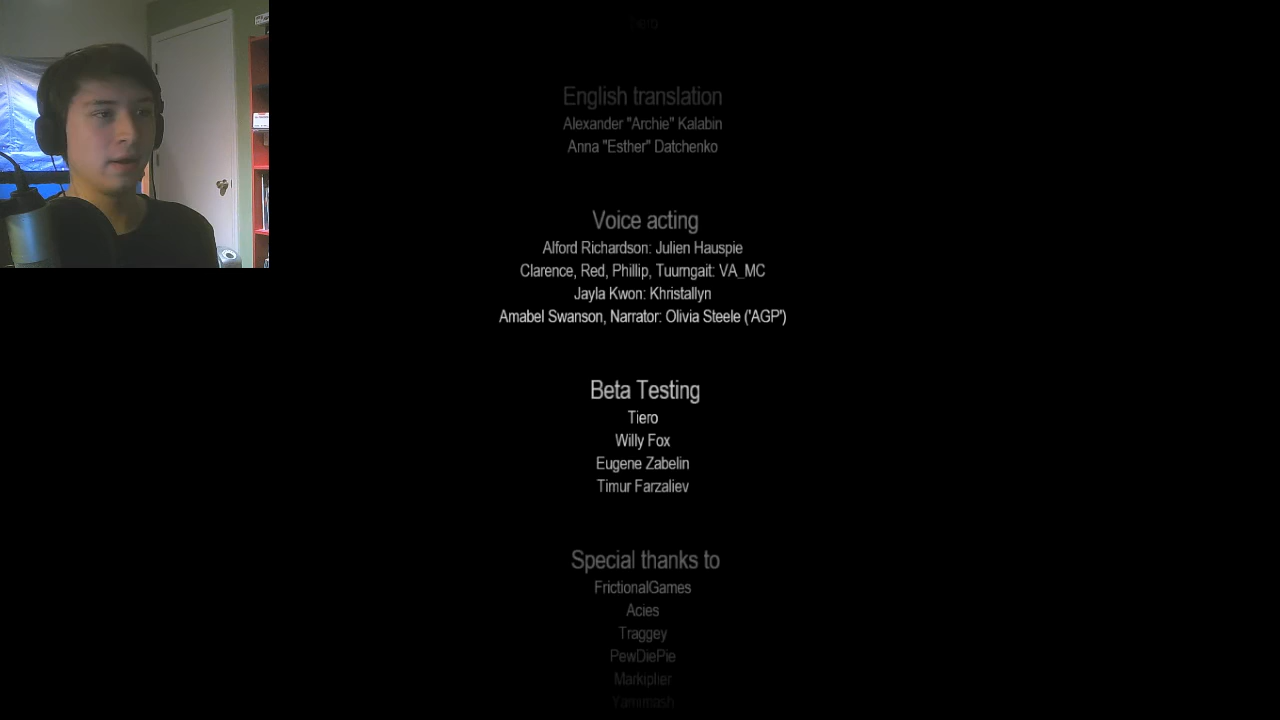 English translation
Alexander "Archie" Kalabin
Anna "Esther" Datchenko
Voice acting
Alford Richardson: Julien Hauspie
Clarence, Red, Phillip, Tuurngait: VA_MC
Jayla Kwon: Khristallyn
Amabel Swanson, Narrator: Olivia Steele ('AGP')
Beta Testing
Tiero
Willy Fox
Eugene Zabelin
Timur Farzaliev
Special thanks to
FrictionalGames
Acies
Traggey
PewDiePie
Markiplier
Yamimash